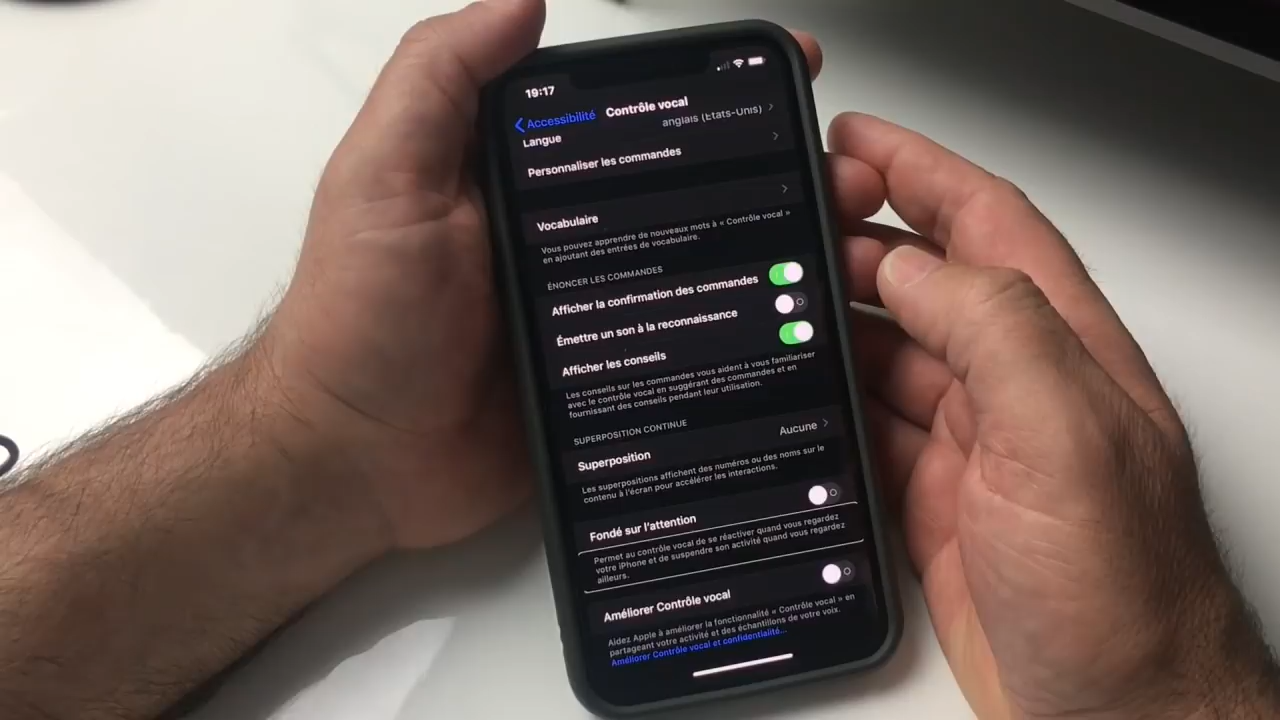 19:17
Accessibilité
Contrôle vocal
Langue
anglais (États-Unis)
Personnaliser les commandes
Vocabulaire
Vous pouvez apprendre de nouveaux mots à « Contrôle vocal »
en ajoutant des entrées de vocabulaire.
ÉNONCER LES COMMANDES
Afficher la confirmation des commandes
Émettre un son à la reconnaissance
Afficher les conseils
Les conseils sur les commandes vous aident à vous familiariser
avec le contrôle vocal en suggérant des commandes et en
fournissant des conseils pendant leur utilisation.
SUPERPOSITION CONTINUE
Superposition
Aucune
Les superpositions affichent des numéros ou des noms sur le
contenu à l'écran pour accélérer les interactions.
Fondé sur l'attention
Permet au contrôle vocal de se réactiver quand vous regardez
votre iPhone et de suspendre son activité quand vous regardez
ailleurs.
Améliorer Contrôle vocal
Aidez Apple à améliorer la fonctionnalité « Contrôle vocal » en
partageant votre activité et des échantillons de votre voix.
Améliorer Contrôle vocal et confidentialité...